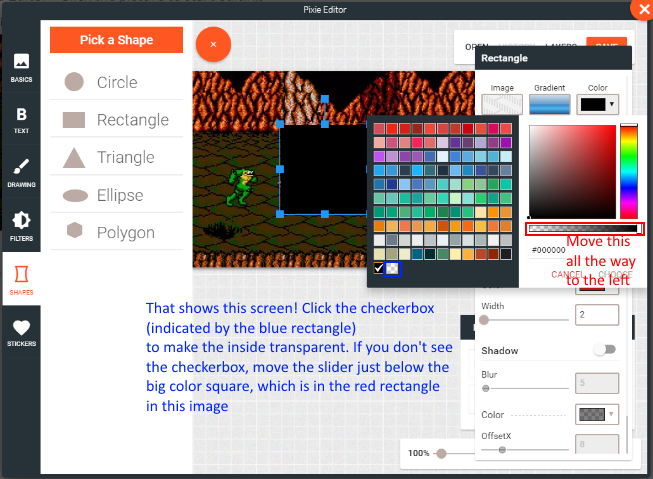 Pixie Editor
BASICS
TEXT
DRAWING
FILTERS
SHAPES
STICKERS
Pick a Shape
Circle
Rectangle
Triangle
Ellipse
Polygon
OPEN
LAYERS
Rectangle
Image
Gradient
Color
#000000
CANCEL
CHOOSE
Move this
all the way
to the left
That shows this screen! Click the checkerbox
(indicated by the blue rectangle)
to make the inside transparent. If you don't see
the checkerbox, move the slider just below the
big color square, which is in the red rectangle
in this image
Width
2
Shadow
Blur
5
Color
OffsetX
8
100%